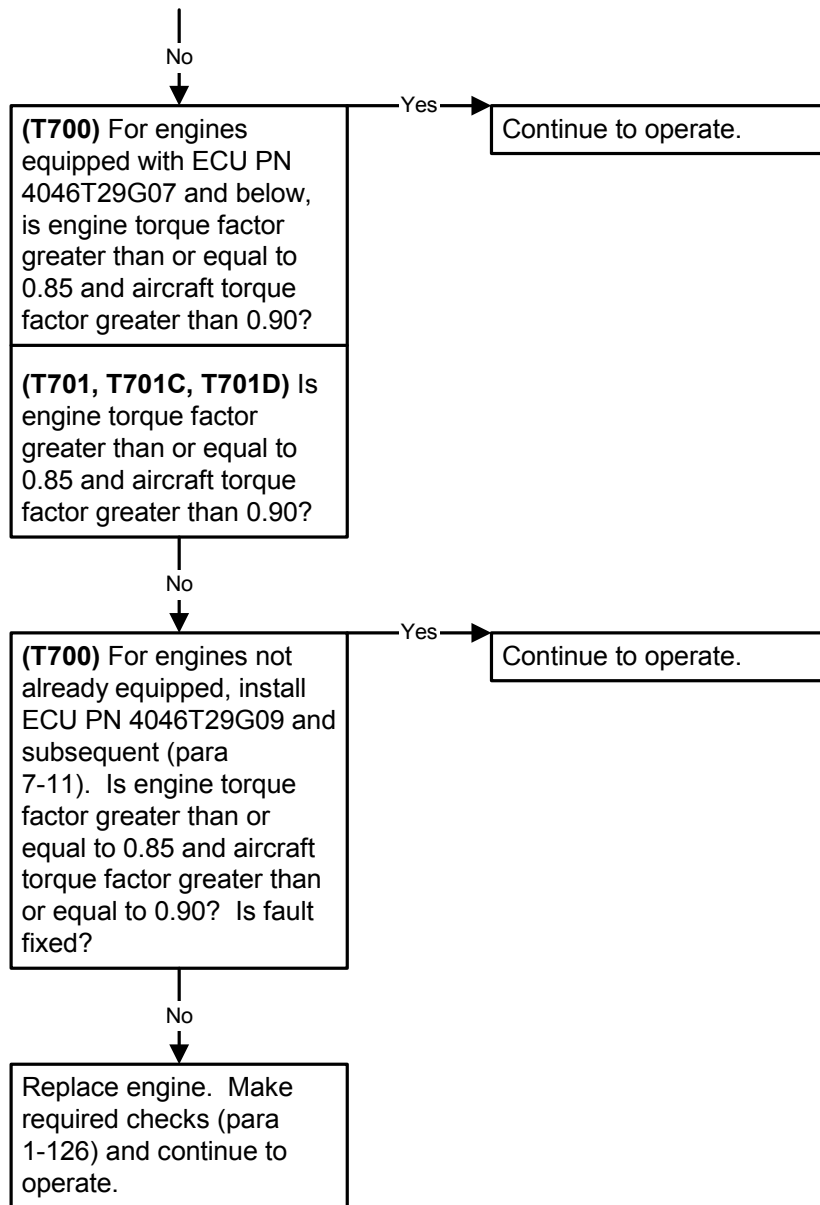 No
(T700) For engines
equipped with ECU PN
4046T29G07 and below,
is engine torque factor
greater than or equal to
0.85 and aircraft torque
factor greater than 0.90?
Yes
Continue to operate.
(T701, T701C, T701D) Is
engine torque factor
greater than or equal to
0.85 and aircraft torque
factor greater than 0.90?
No
(T700) For engines not
already equipped, install
ECU PN 4046T29G09 and
subsequent (para
7-11).  Is engine torque
factor greater than or
equal to 0.85 and aircraft
torque factor greater than
or equal to 0.90?  Is fault
fixed?
Yes
Continue to operate.
No
Replace engine.  Make
required checks (para
1-126) and continue to
operate.